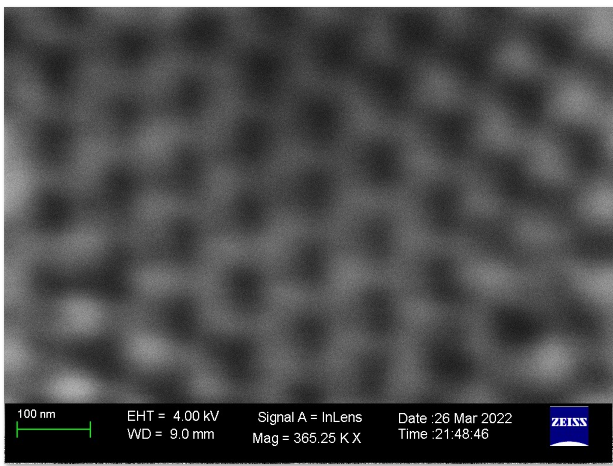 100 nm
EHT = 4.00 kV
WD = 9.0 mm
Signal A = InLens
Mag = 365.25 K X
Date :26 Mar 2022
Time :21:48:46
ZEISS